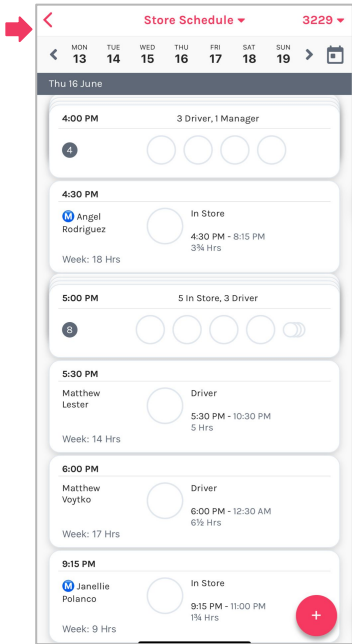 Store Schedule
3229
MON TUE WED THU FRI SAT SUN
13 14 15 16 17 18 19
Thu 16 June
4:00 PM 3 Driver, 1 Manager
4
4:30 PM
M Angel Rodriguez
In Store
4:30 PM - 8:15 PM
3¾ Hrs
Week: 18 Hrs
5:00 PM 5 In Store, 3 Driver
8
5:30 PM
Matthew
Lester
Driver
5:30 PM - 10:30 PM
5 Hrs
Week: 14 Hrs
6:00 PM
Matthew
Voytko
Driver
6:00 PM - 12:30 AM
6½ Hrs
Week: 17 Hrs
9:15 PM
M Janellie
Polanco
In Store
9:15 PM - 11:00 PM
1¾ Hrs
Week: 9 Hrs
+